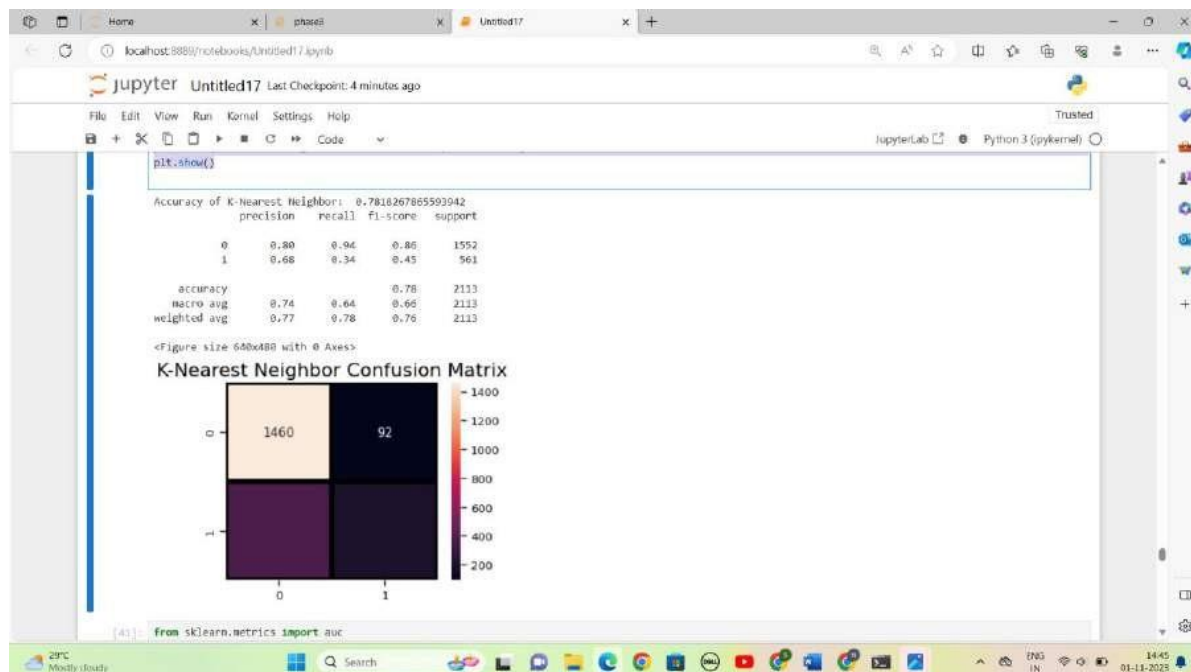 Home
phase3
Untitled17
localhost:8889/notebooks/Untitled17.ipynb
jupyter Untitled17 Last Checkpoint: 4 minutes ago
File Edit View Run Kernel Settings Help
Trusted
Code
JupyterLab
Python 3 (ipykernel)
plt.show()
Accuracy of K-Nearest Neighbor:
precision recall f1-score support
0 0.80 0.94 0.86 1552
1 0.68 0.34 0.45 561
accuracy 0.78 2113
macro avg 0.74 0.64 0.66 2113
weighted avg 0.77 0.78 0.76 2113
<Figure size 640x480 with 0 Axes>
K-Nearest Neighbor Confusion Matrix
1400
0 1460 92
1200
1000
800
600
1
400
200
0 1
[41]: from sklearn.metrics import auc
29°C
Mostly cloudy
Search
ENG
IN
14:45
01-11-2023